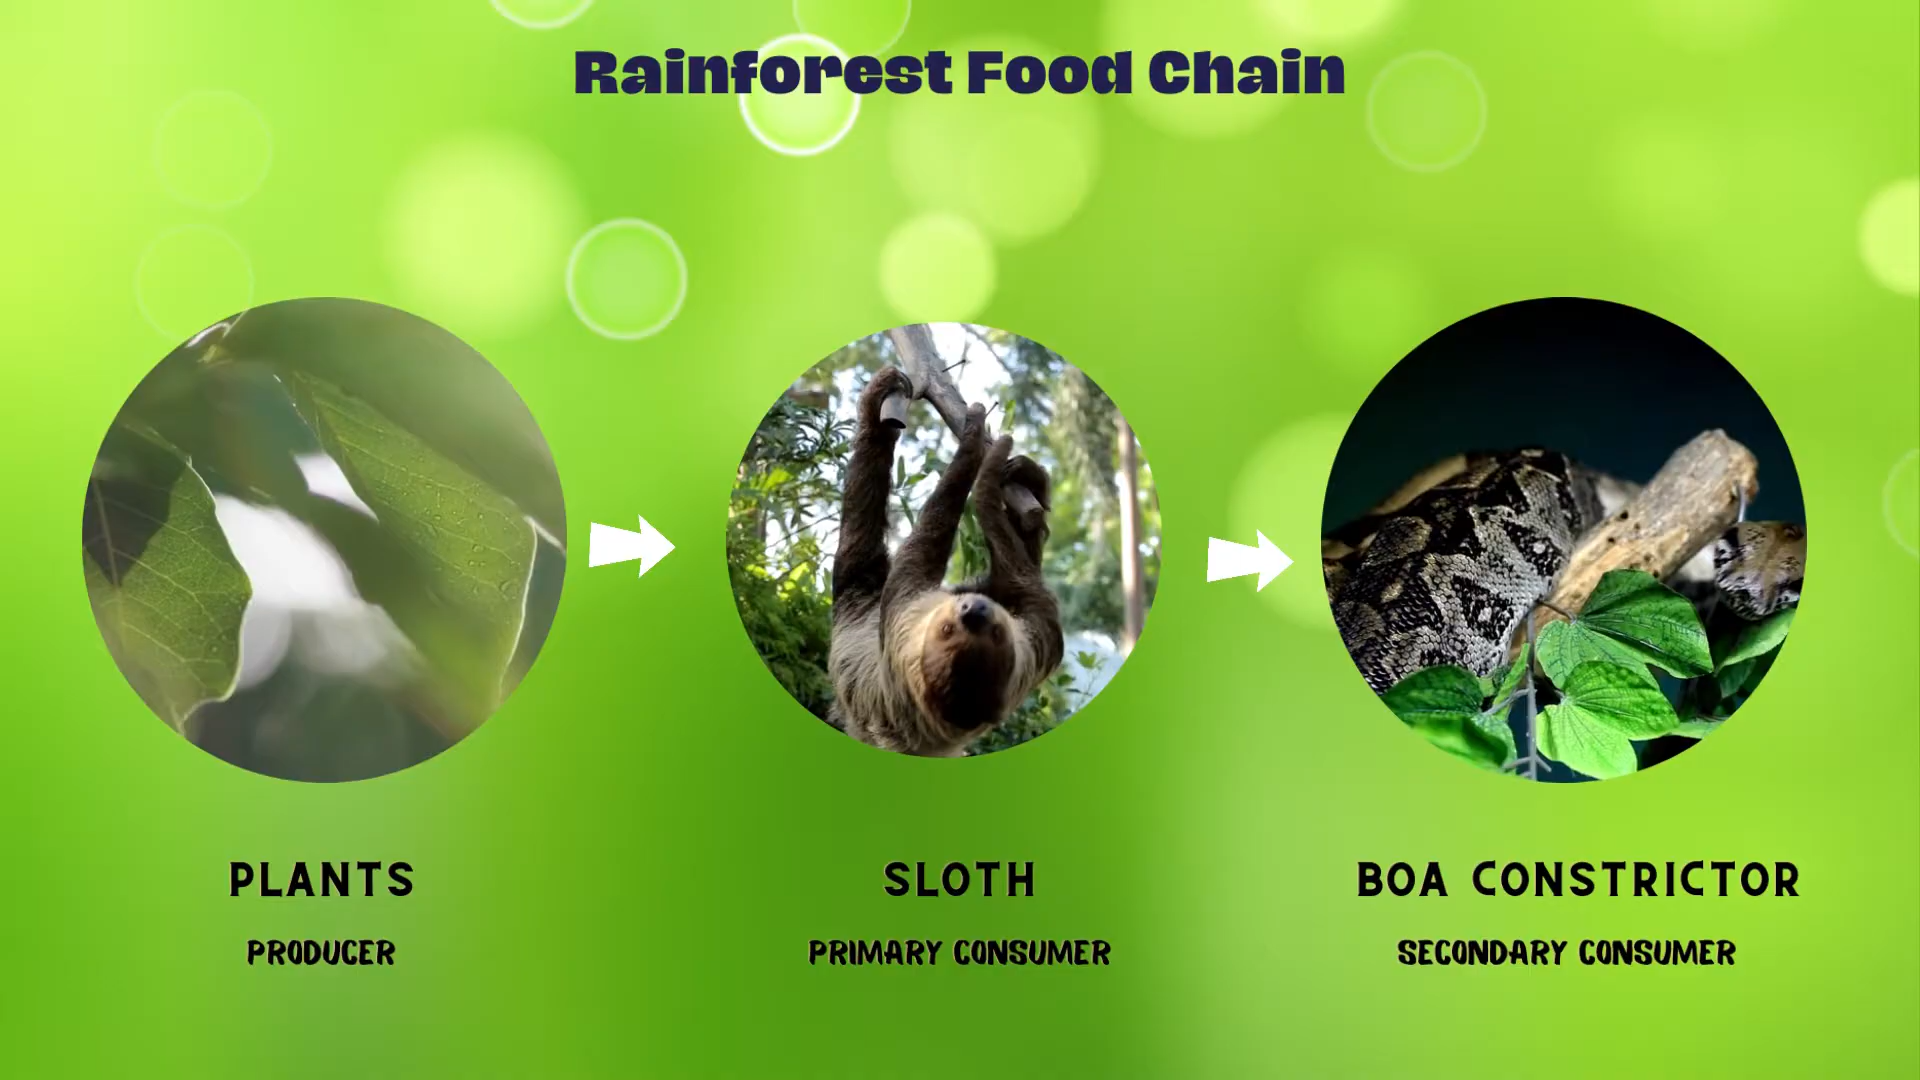 Rainforest Food Chain
PLANTS
PRODUCER
SLOTH
PRIMARY CONSUMER
BOA CONSTRICTOR
SECONDARY CONSUMER